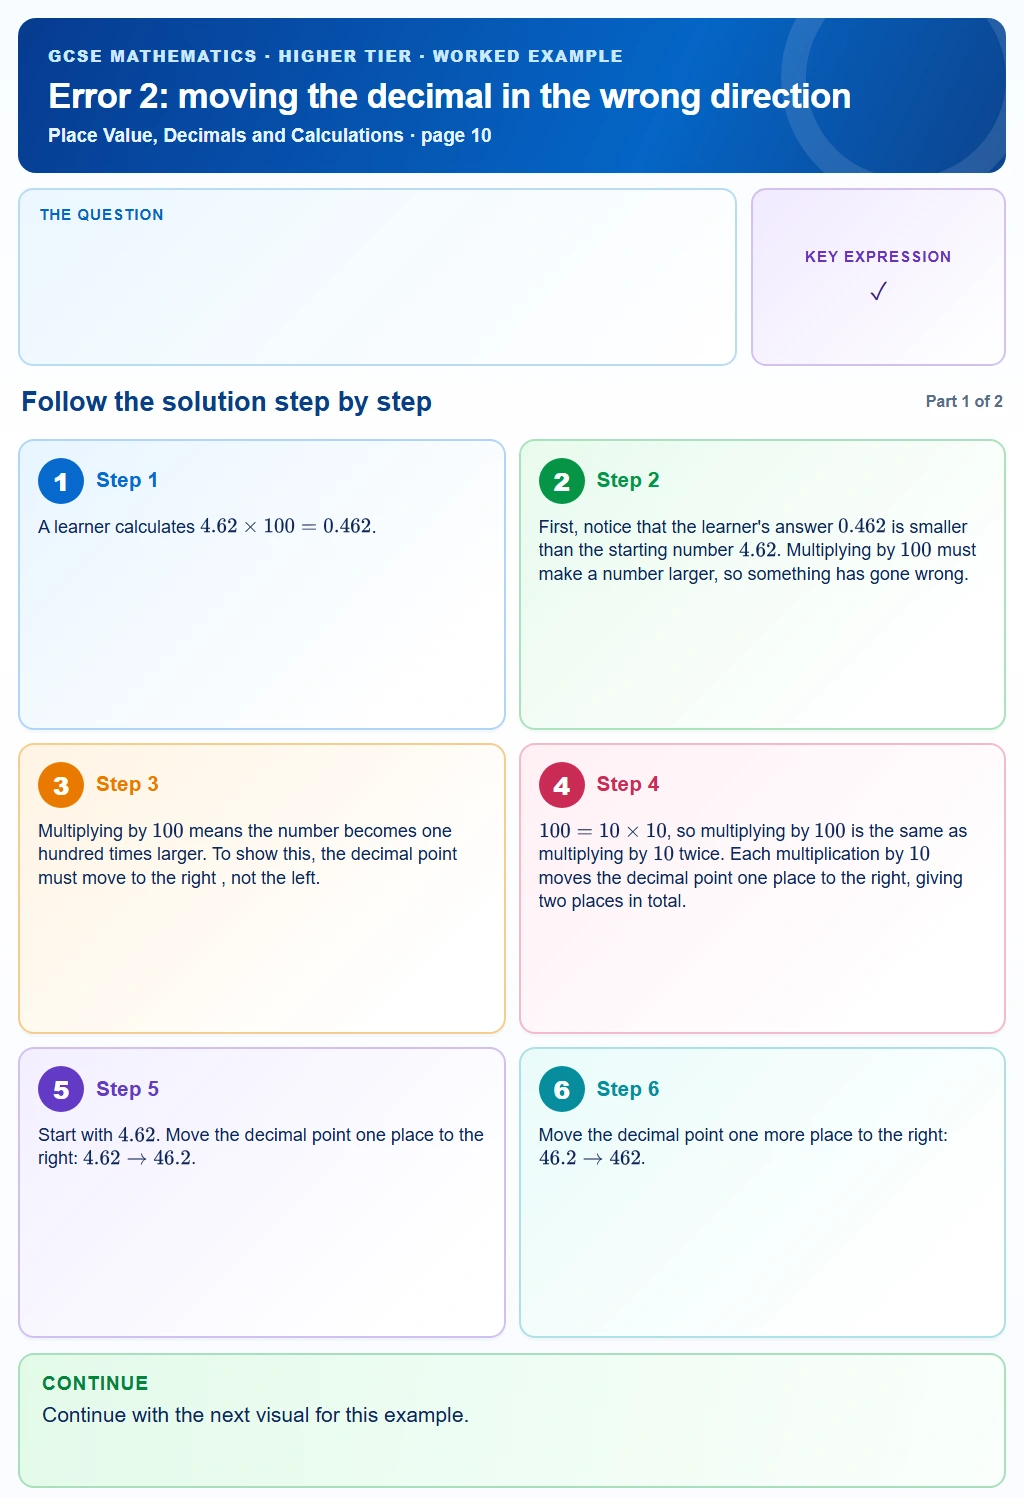 GCSE MATHEMATICS · HIGHER TIER · WORKED EXAMPLE
Error 2: moving the decimal in the wrong direction
Place Value, Decimals and Calculations · page 10
THE QUESTION
KEY EXPRESSION
✓
Follow the solution step by step
Part 1 of 2
1 Step 1
A learner calculates 4.62 × 100 = 0.462.
2 Step 2
First, notice that the learner's answer 0.462 is smaller
than the starting number 4.62. Multiplying by 100 must
make a number larger, so something has gone wrong.
3 Step 3
Multiplying by 100 means the number becomes one
hundred times larger. To show this, the decimal point
must move to the right , not the left.
4 Step 4
100 = 10 × 10, so multiplying by 100 is the same as
multiplying by 10 twice. Each multiplication by 10
moves the decimal point one place to the right, giving
two places in total.
5 Step 5
Start with 4.62. Move the decimal point one place to the
right: 4.62 → 46.2.
6 Step 6
Move the decimal point one more place to the right:
46.2 → 462.
CONTINUE
Continue with the next visual for this example.